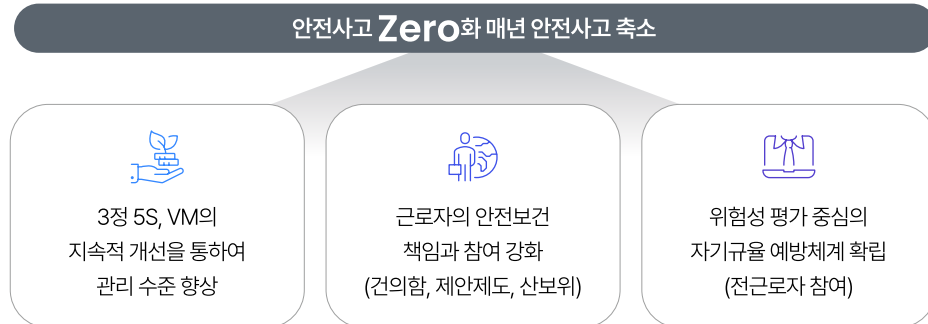 안전사고 Zero화 매년 안전사고 축소
3정 5S, VM의
지속적 개선을 통하여
관리 수준 향상
근로자의 안전보건
책임과 참여 강화
(건의함, 제안제도, 산보위)
위험성 평가 중심의
자기규율 예방체계 확립
(전근로자 참여)